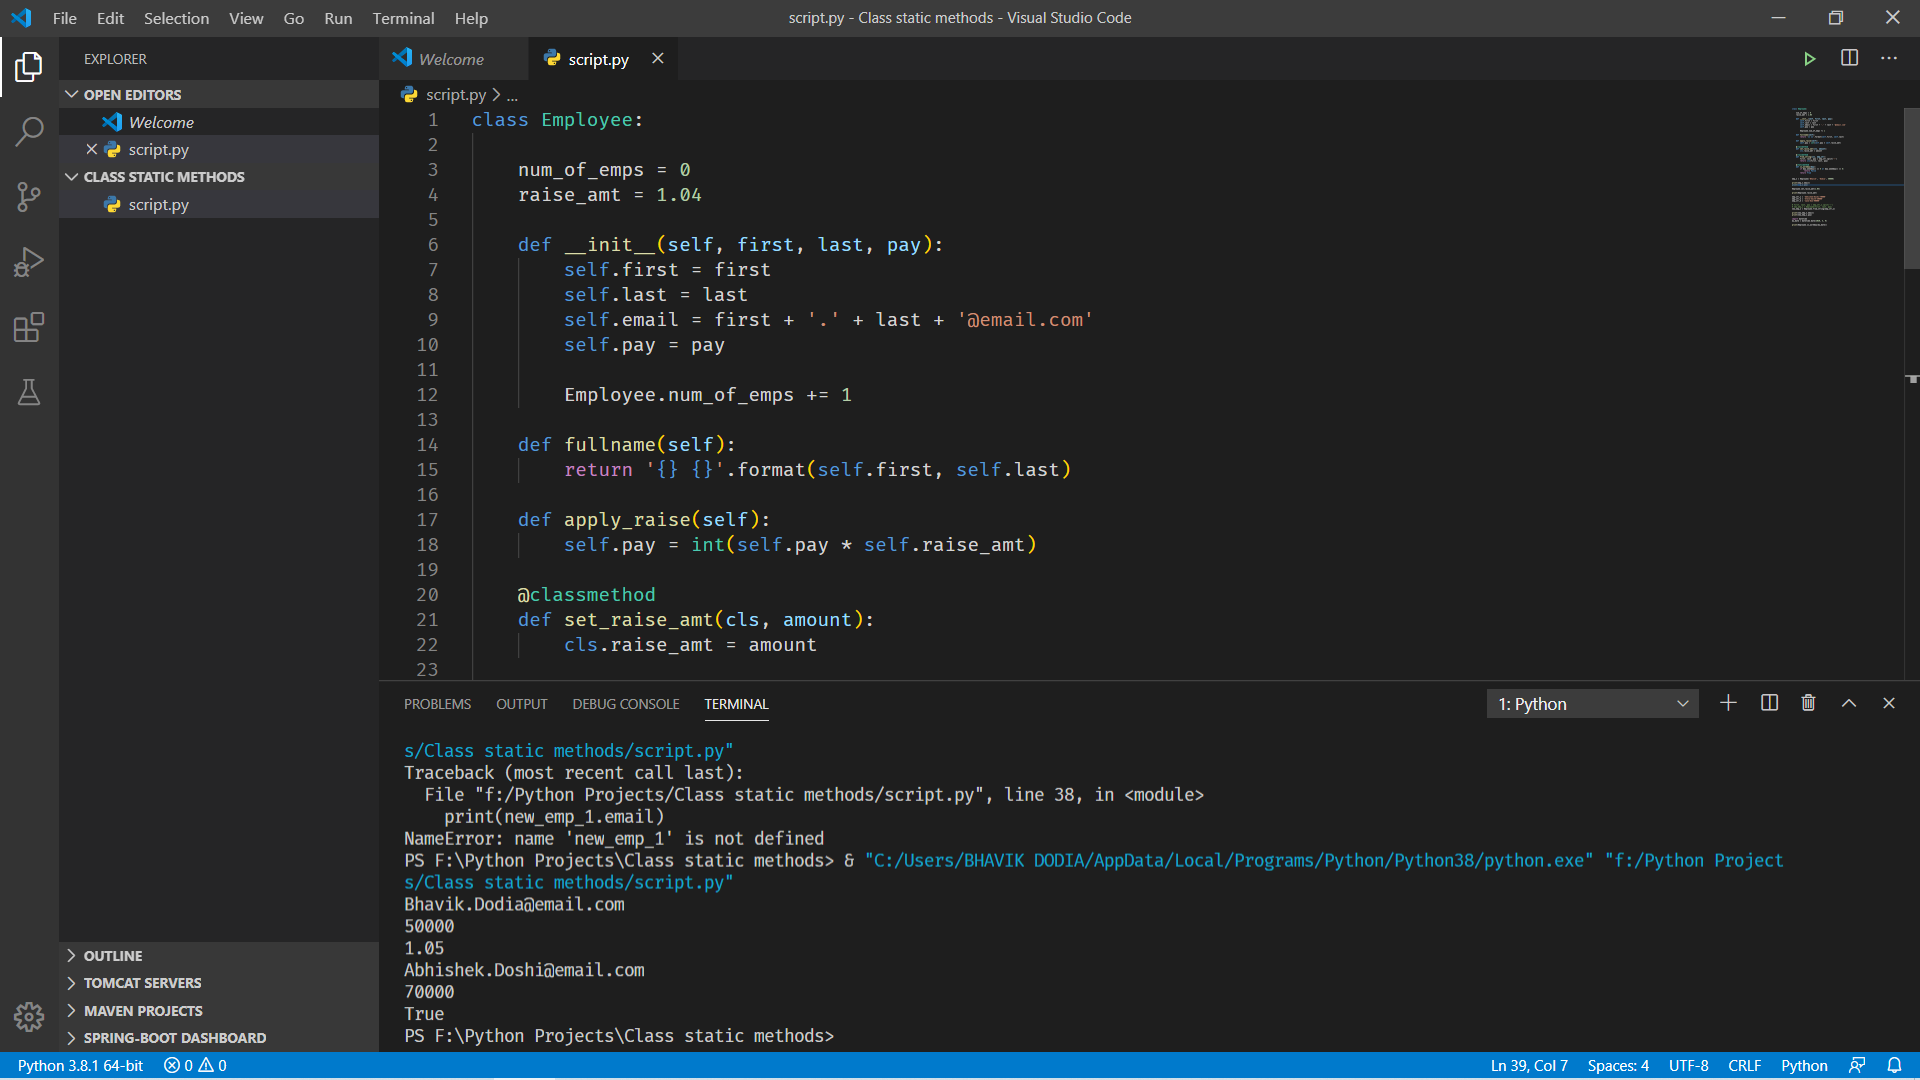 File Edit Selection View Go Run Terminal Help
script.py - Class static methods - Visual Studio Code
EXPLORER
OPEN EDITORS
Welcome
script.py
CLASS STATIC METHODS
script.py
OUTLINE
TOMCAT SERVERS
MAVEN PROJECTS
SPRING-BOOT DASHBOARD
Welcome
script.py
script.py > ...
1 class Employee:
2
3     num_of_emps = 0
4     raise_amt = 1.04
5
6     def __init__(self, first, last, pay):
7         self.first = first
8         self.last = last
9         self.email = first + '.' + last + '@email.com'
10         self.pay = pay
11
12         Employee.num_of_emps += 1
13
14     def fullname(self):
15         return '{} {}'.format(self.first, self.last)
16
17     def apply_raise(self):
18         self.pay = int(self.pay * self.raise_amt)
19
20     @classmethod
21     def set_raise_amt(cls, amount):
22         cls.raise_amt = amount
23
PROBLEMS OUTPUT DEBUG CONSOLE TERMINAL
1: Python
s/Class static methods/script.py"
Traceback (most recent call last):
  File "f:/Python Projects/Class static methods/script.py", line 38, in <module>
    print(new_emp_1.email)
NameError: name 'new_emp_1' is not defined
PS F:\Python Projects\Class static methods> & "C:/Users/BHAVIK DODIA/AppData/Local/Programs/Python/Python38/python.exe" "f:/Python Project
s/Class static methods/script.py"
Bhavik.Dodia@email.com
50000
1.05
Abhishek.Doshi@email.com
70000
True
PS F:\Python Projects\Class static methods>
Python 3.8.1 64-bit 0 0
Ln 39, Col 7 Spaces: 4 UTF-8 CRLF Python